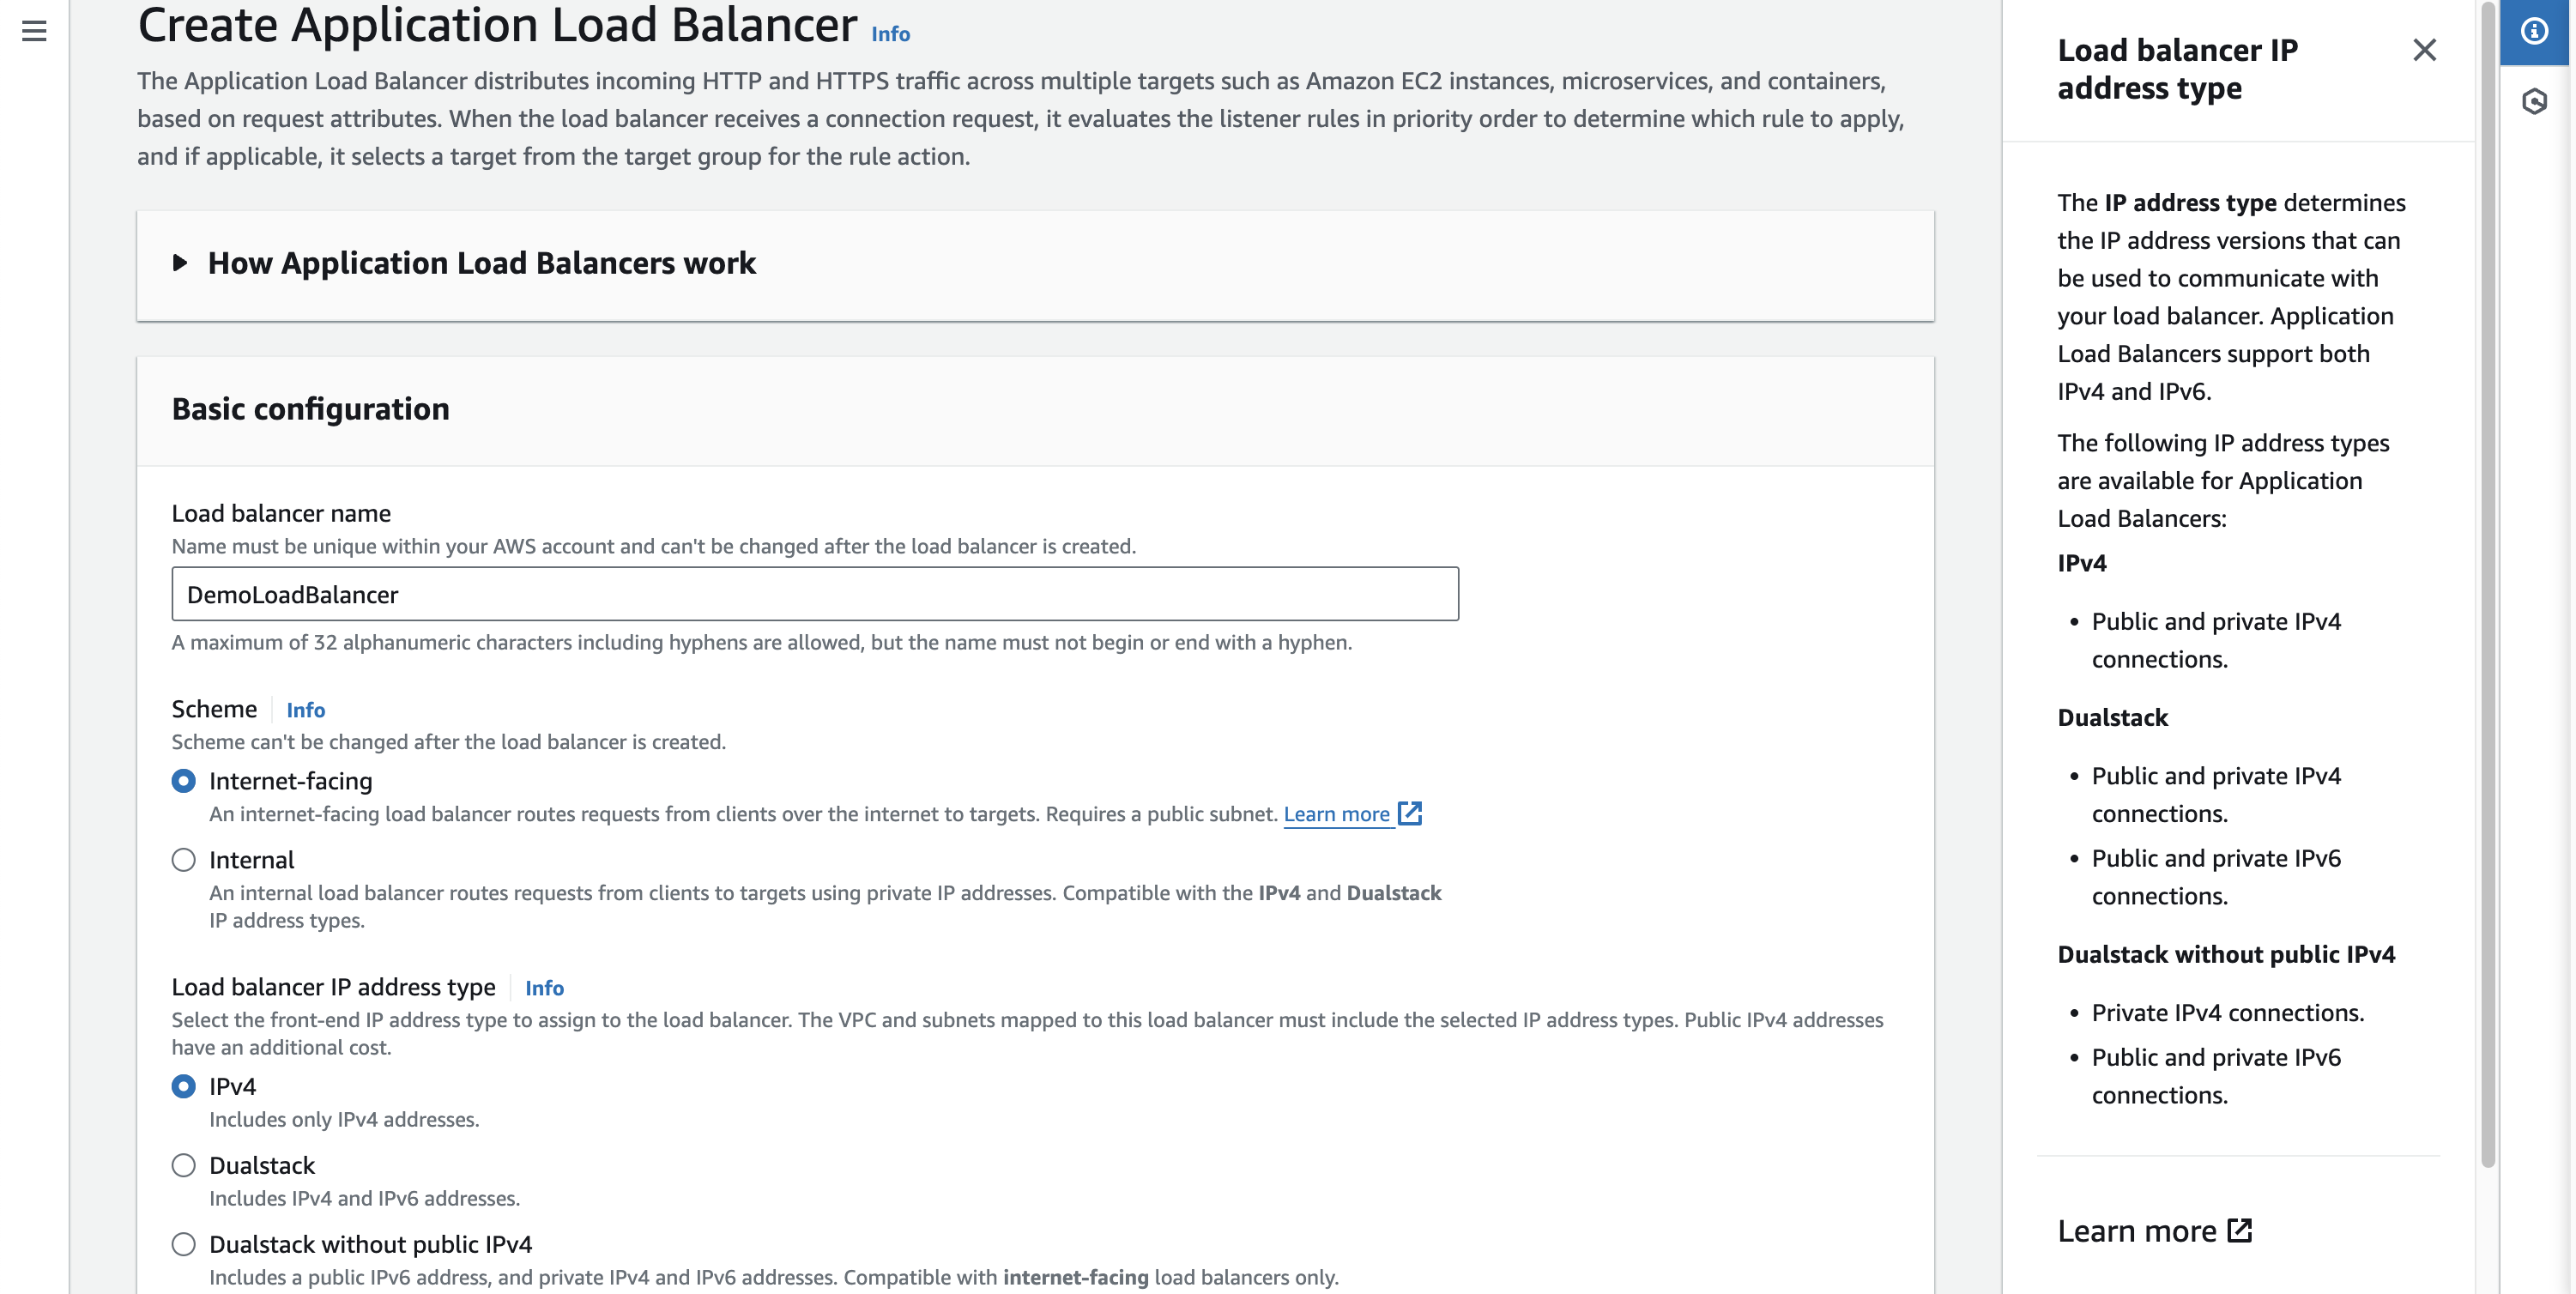 Create Application Load Balancer Info
The Application Load Balancer distributes incoming HTTP and HTTPS traffic across multiple targets such as Amazon EC2 instances, microservices, and containers,
based on request attributes. When the load balancer receives a connection request, it evaluates the listener rules in priority order to determine which rule to apply,
and if applicable, it selects a target from the target group for the rule action.
How Application Load Balancers work
Basic configuration
Load balancer name
Name must be unique within your AWS account and can't be changed after the load balancer is created.
DemoLoadBalancer
A maximum of 32 alphanumeric characters including hyphens are allowed, but the name must not begin or end with a hyphen.
Scheme Info
Scheme can't be changed after the load balancer is created.
Internet-facing
An internet-facing load balancer routes requests from clients over the internet to targets. Requires a public subnet. Learn more
Internal
An internal load balancer routes requests from clients to targets using private IP addresses. Compatible with the IPv4 and Dualstack
IP address types.
Load balancer IP address type Info
Select the front-end IP address type to assign to the load balancer. The VPC and subnets mapped to this load balancer must include the selected IP address types. Public IPv4 addresses
have an additional cost.
IPv4
Includes only IPv4 addresses.
Dualstack
Includes IPv4 and IPv6 addresses.
Dualstack without public IPv4
Includes a public IPv6 address, and private IPv4 and IPv6 addresses. Compatible with internet-facing load balancers only.
Load balancer IP
address type
The IP address type determines
the IP address versions that can
be used to communicate with
your load balancer. Application
Load Balancers support both
IPv4 and IPv6.
The following IP address types
are available for Application
Load Balancers:
IPv4
• Public and private IPv4
connections.
Dualstack
• Public and private IPv4
connections.
• Public and private IPv6
connections.
Dualstack without public IPv4
• Private IPv4 connections.
• Public and private IPv6
connections.
Learn more